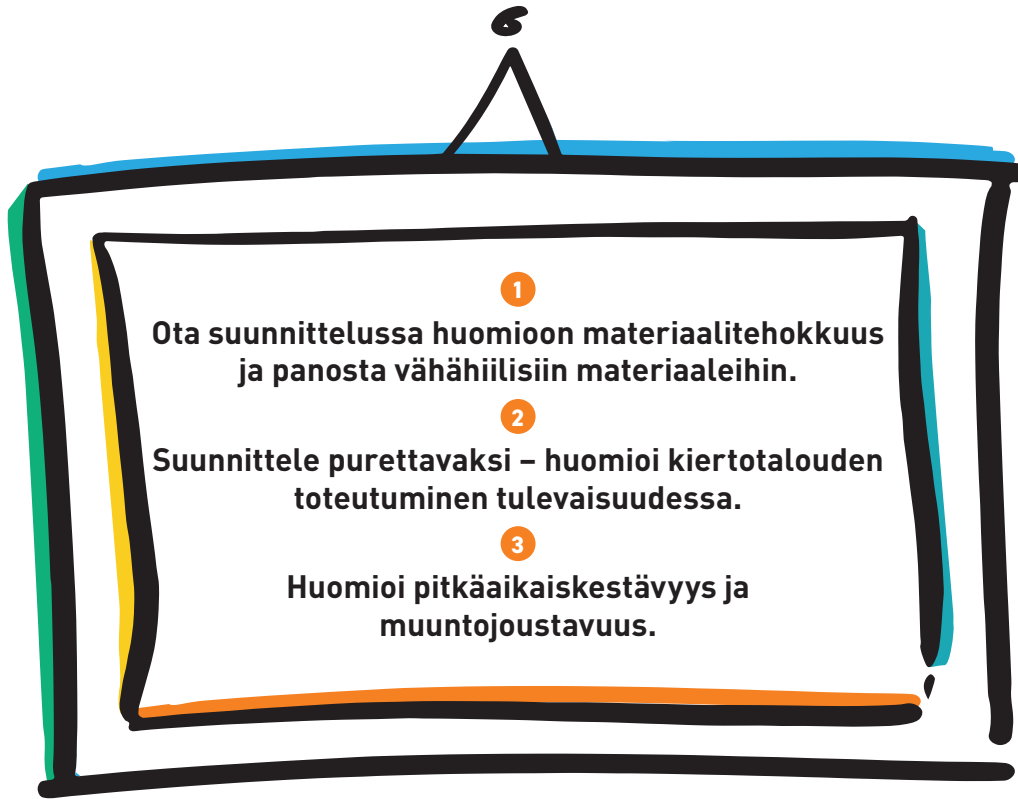 1
Ota suunnittelussa huomioon materiaalitehokkuus
ja panosta vähähiilisiin materiaaleihin.
2
Suunnittele purettavaksi – huomioi kiertotalouden
toteutuminen tulevaisuudessa.
3
Huomioi pitkäaikaiskestävyys ja
muuntojoustavuus.